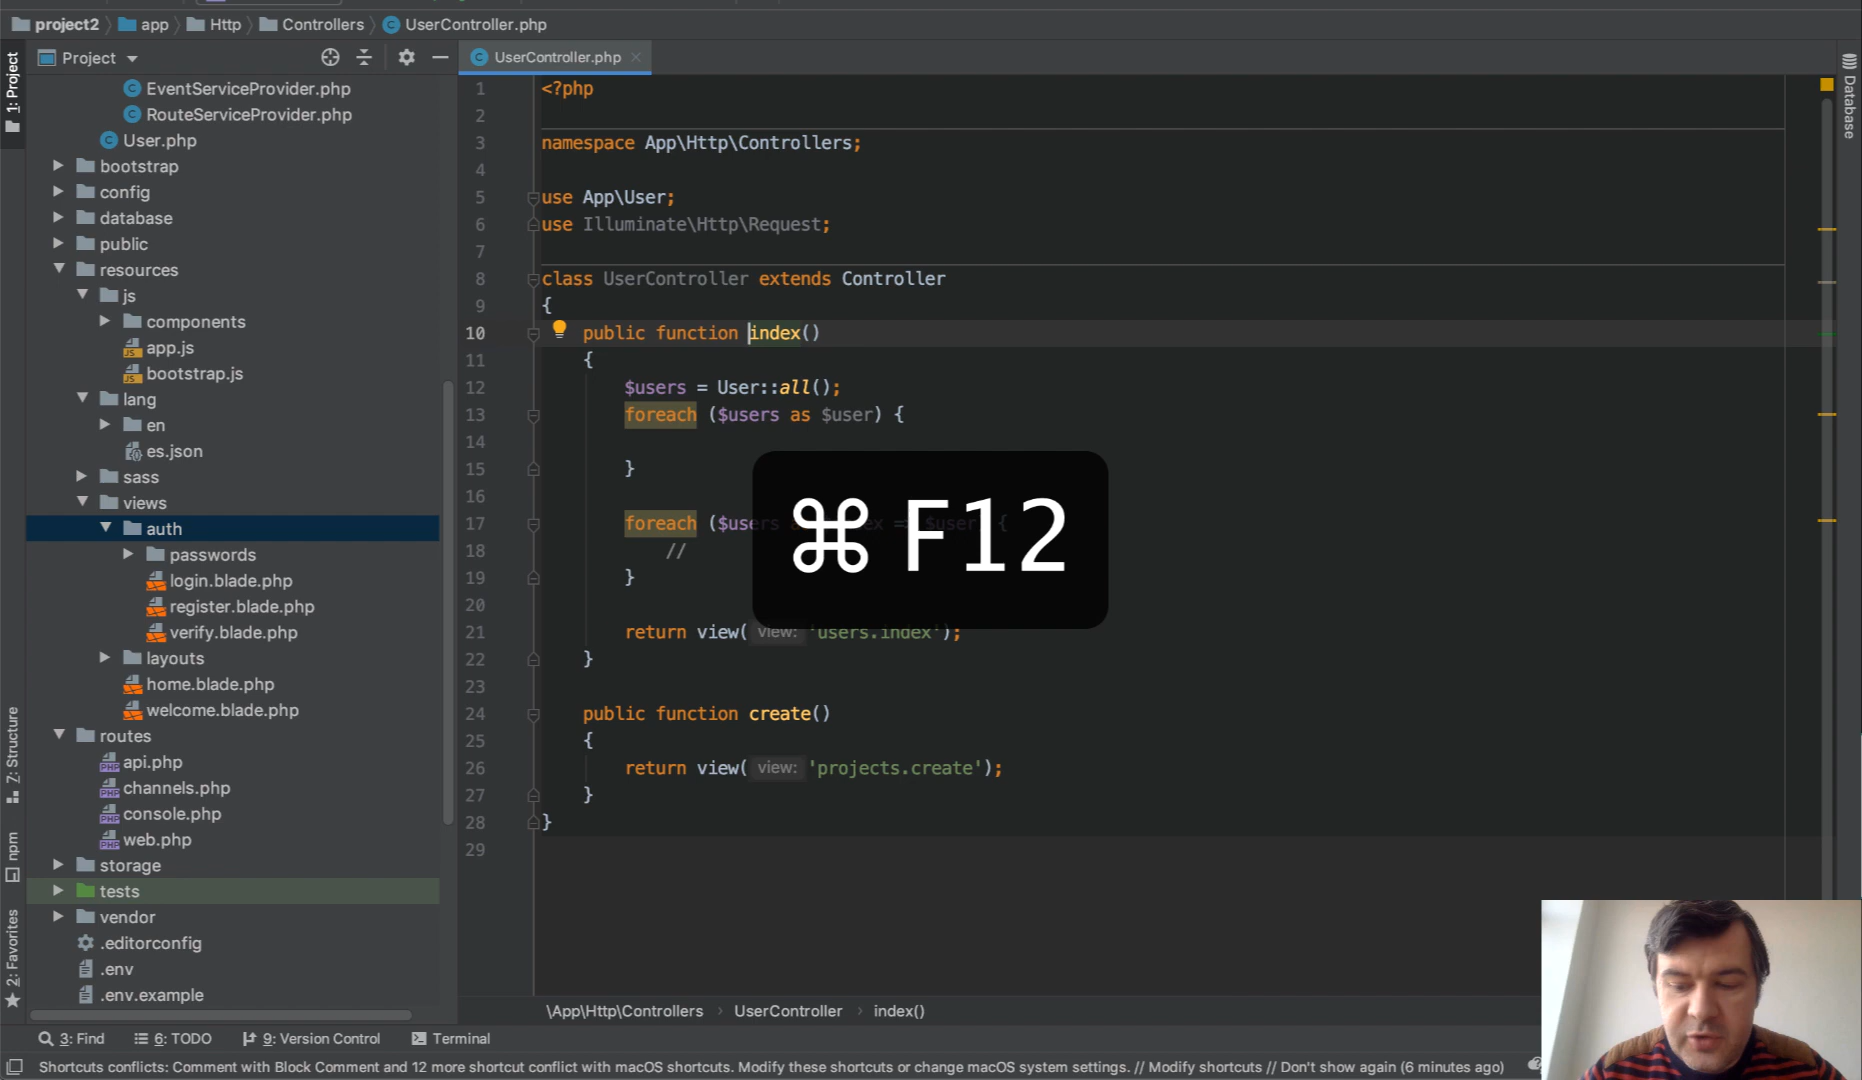 project2 app Http Controllers UserController.php
1: Project
Project
UserController.php
Database
EventServiceProvider.php
RouteServiceProvider.php
User.php
bootstrap
config
database
public
resources
js
components
app.js
bootstrap.js
lang
en
es.json
sass
views
auth
passwords
login.blade.php
register.blade.php
verify.blade.php
layouts
home.blade.php
welcome.blade.php
routes
api.php
channels.php
console.php
web.php
storage
tests
vendor
.editorconfig
.env
.env.example
7: Structure
npm
2: Favorites
1 <?php
2
3 namespace App\Http\Controllers;
4
5 use App\User;
6 use Illuminate\Http\Request;
7
8 class UserController extends Controller
9 {
10 public function index()
11 {
12 $users = User::all();
13 foreach ($users as $user) {
14
15 }
16
17 foreach ($users => $user) {
18 //
19 }
20
21 return view( view: 'users.index');
22 }
23
24 public function create()
25 {
26 return view( view: 'projects.create');
27 }
28 }
29
⌘ F12
\App\Http\Controllers › UserController › index()
3: Find 6: TODO 9: Version Control Terminal
Shortcuts conflicts: Comment with Block Comment and 12 more shortcut conflict with macOS shortcuts. Modify these shortcuts or change macOS system settings. // Modify shortcuts // Don't show again (6 minutes ago)